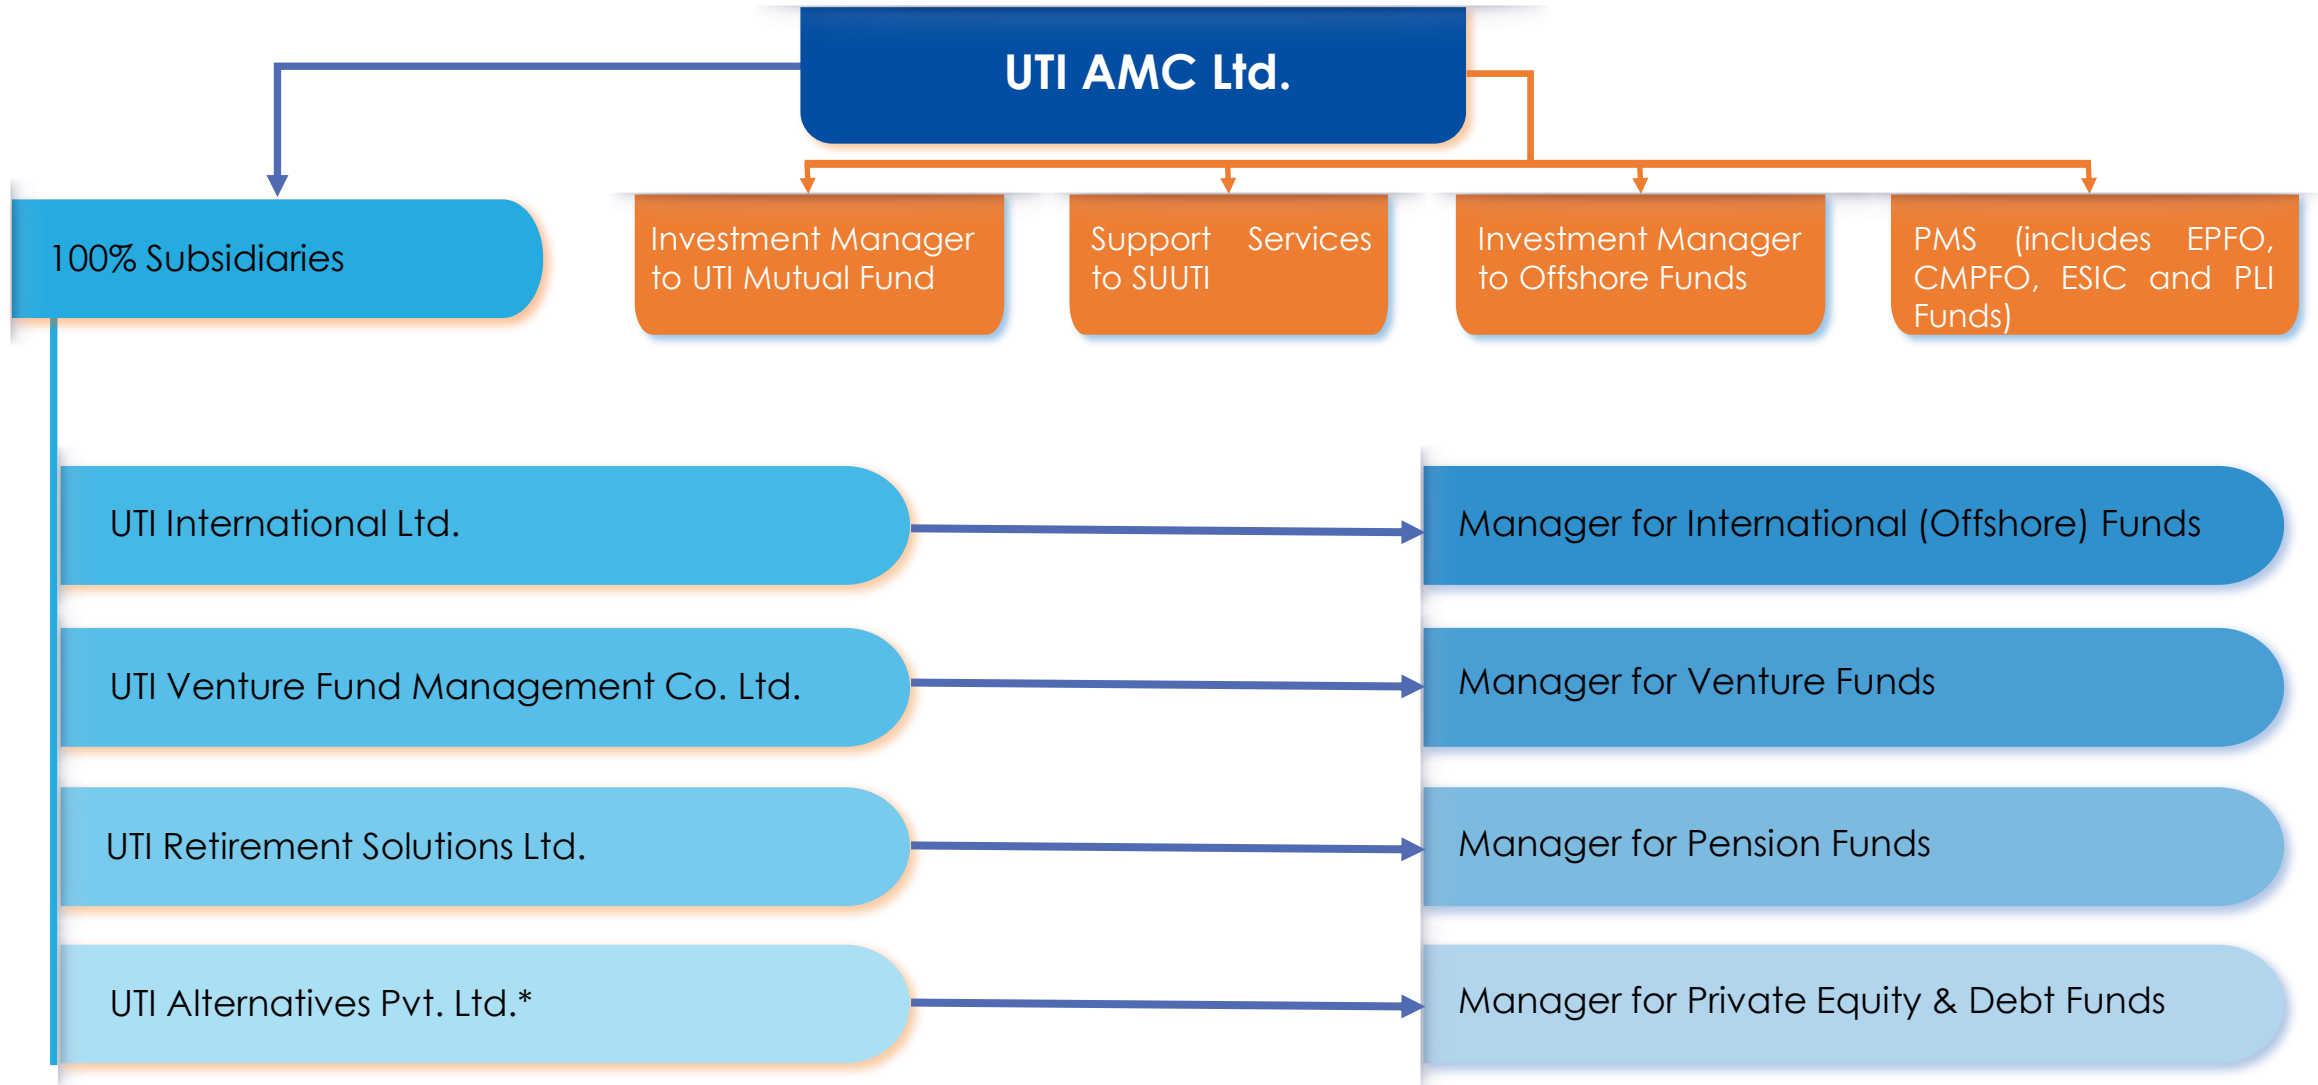 UTI AMC Ltd.
100% Subsidiaries
Investment Manager
to UTI Mutual Fund
Support Services
to SUUTI
Investment Manager
to Offshore Funds
PMS (includes EPFO,
CMPFO, ESIC and PLI
Funds)
UTI International Ltd.
Manager for International (Offshore) Funds
UTI Venture Fund Management Co. Ltd.
Manager for Venture Funds
UTI Retirement Solutions Ltd.
Manager for Pension Funds
UTI Alternatives Pvt. Ltd.*
Manager for Private Equity & Debt Funds